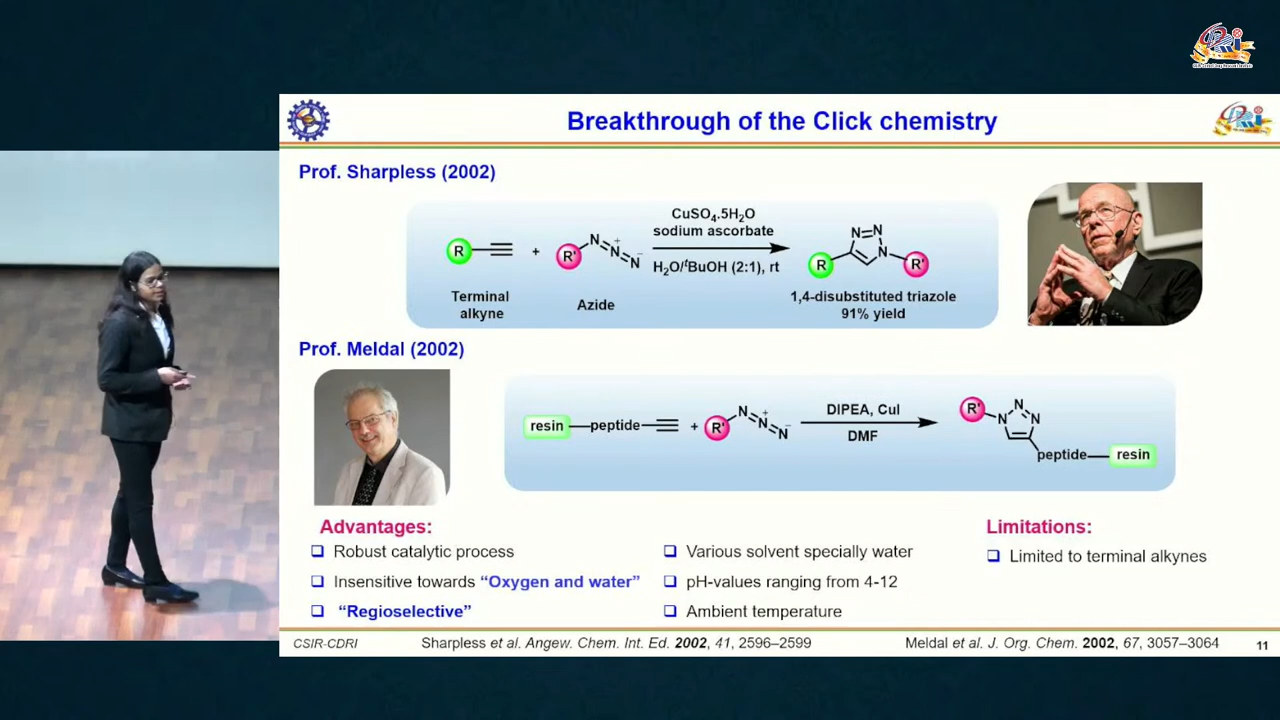 Breakthrough of the Click chemistry
Prof. Sharpless (2002)
R
+
R'
N
+
N
N
-
CuSO₄.5H₂O
sodium ascorbate
H₂O/ᵗBuOH (2:1), rt
N
N
N
R
R'
Terminal
alkyne
Azide
1,4-disubstituted triazole
91% yield
Prof. Meldal (2002)
resin
peptide
+
R'
N
+
N
N
-
DIPEA, CuI
DMF
R'
N
N
N
peptide
resin
Advantages:
Robust catalytic process
Insensitive towards “Oxygen and water”
“Regioselective”
Various solvent specially water
pH-values ranging from 4-12
Ambient temperature
Limitations:
Limited to terminal alkynes
CSIR-CDRI
Sharpless et al. Angew. Chem. Int. Ed. 2002, 41, 2596–2599
Meldal et al. J. Org. Chem. 2002, 67, 3057–3064
11